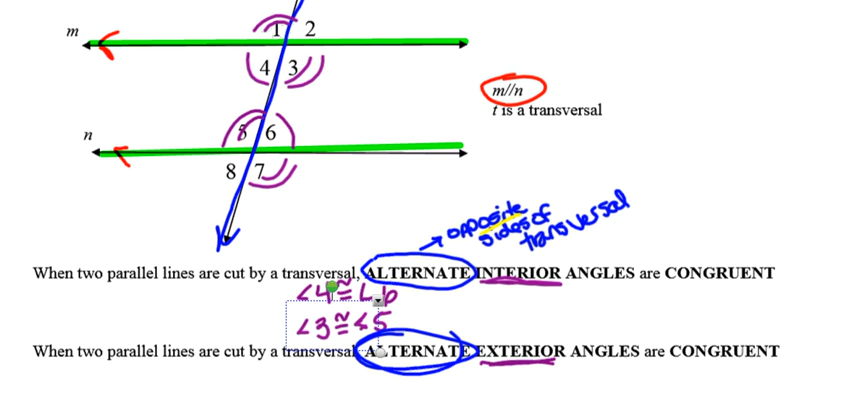 1 2
m
4 3
m//n
t is a transversal
n
5 6
8 7
opposite
sides of
transversal
When two parallel lines are cut by a transversal, ALTERNATE INTERIOR ANGLES are CONGRUENT
∠4≅∠6
∠3≅∠5
When two parallel lines are cut by a transversal ALTERNATE EXTERIOR ANGLES are CONGRUENT